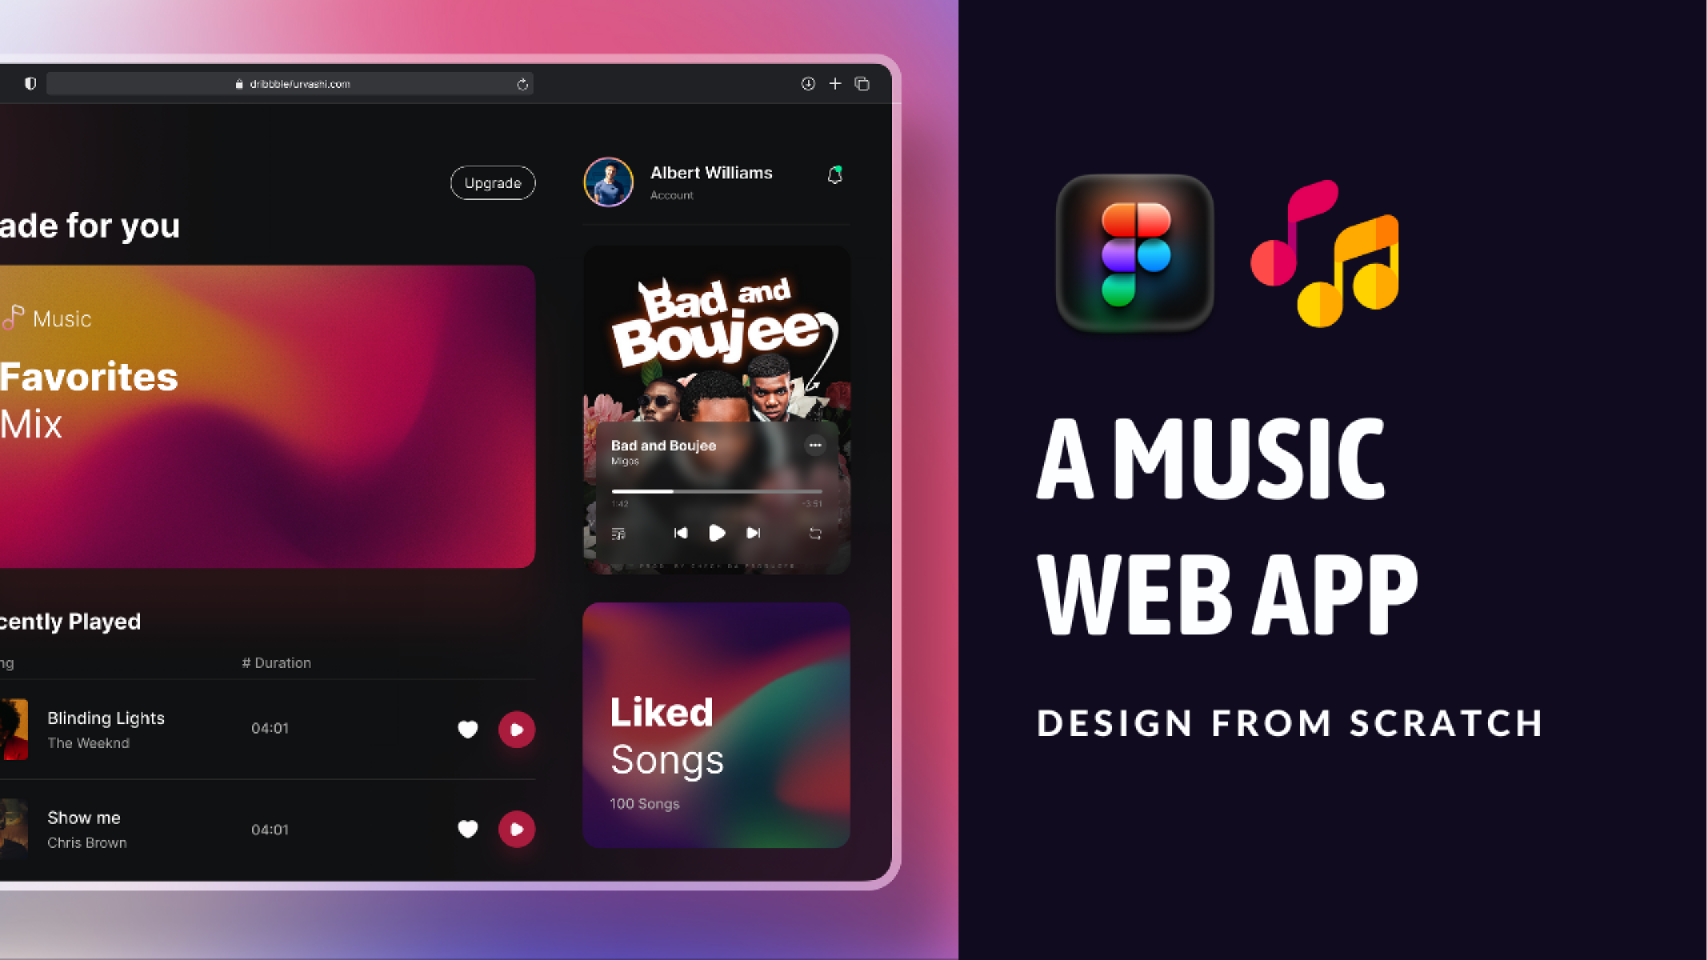 dribbble/urvashi.com
Upgrade
ade for you
Music
Favorites
Mix
cently Played
ng
# Duration
Blinding Lights
The Weeknd
04:01
Show me
Chris Brown
04:01
Albert Williams
Account
Bad and
Boujee
Bad and Boujee
Migos
1:42
-3:51
Liked
Songs
100 Songs
A MUSIC
WEB APP
DESIGN FROM SCRATCH